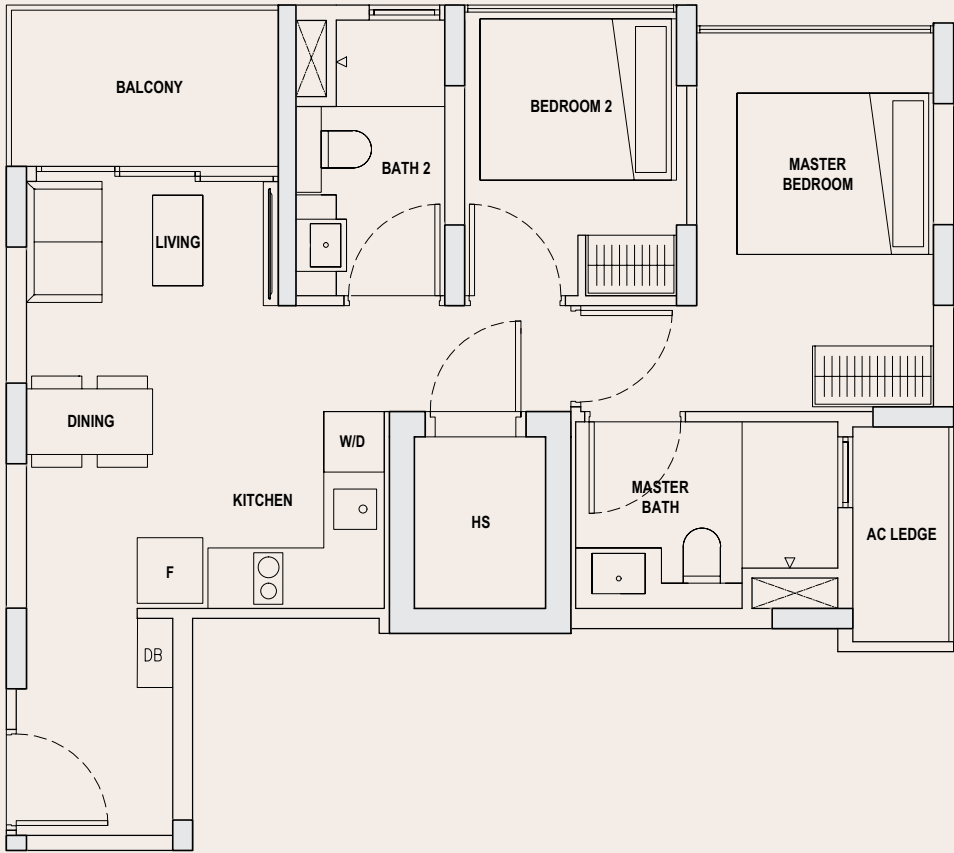 BALCONY
BEDROOM 2
BATH 2
MASTER
BEDROOM
LIVING
DINING
W/D
KITCHEN
HS
MASTER
BATH
AC LEDGE
F
DB